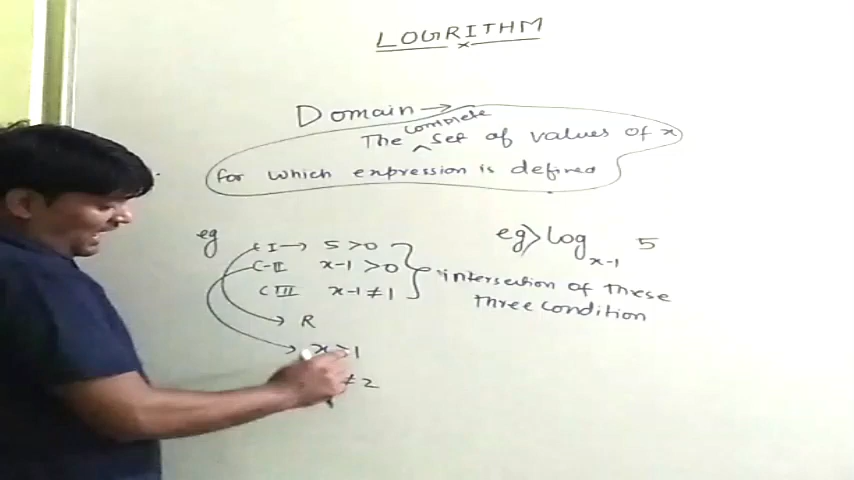 LOGRITHM
x
Domain →
The complete set of values of x
for which expression is defined
eg
C I → 5 > 0
C-II x-1 > 0
C III x-1 ≠ 1
eg> log x-1 5
intersection of These
Three condition
R
x > 1
≠ 2